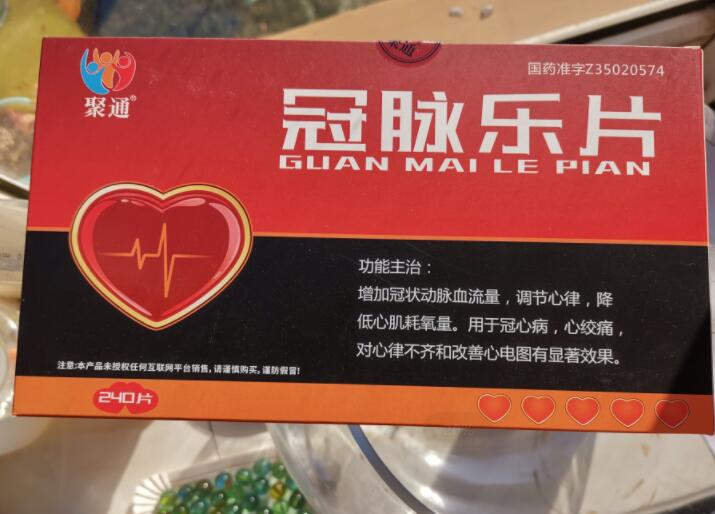 聚通
国药准字Z35020574
聚通®
冠脉乐片
GUAN MAI LE PIAN
功能主治：
增加冠状动脉血流量，调节心律，降
低心肌耗氧量。用于冠心病，心绞痛，
对心律不齐和改善心电图有显著效果。
注意:本产品未授权任何互联网平台销售,请谨慎购买,谨防假冒!
240片